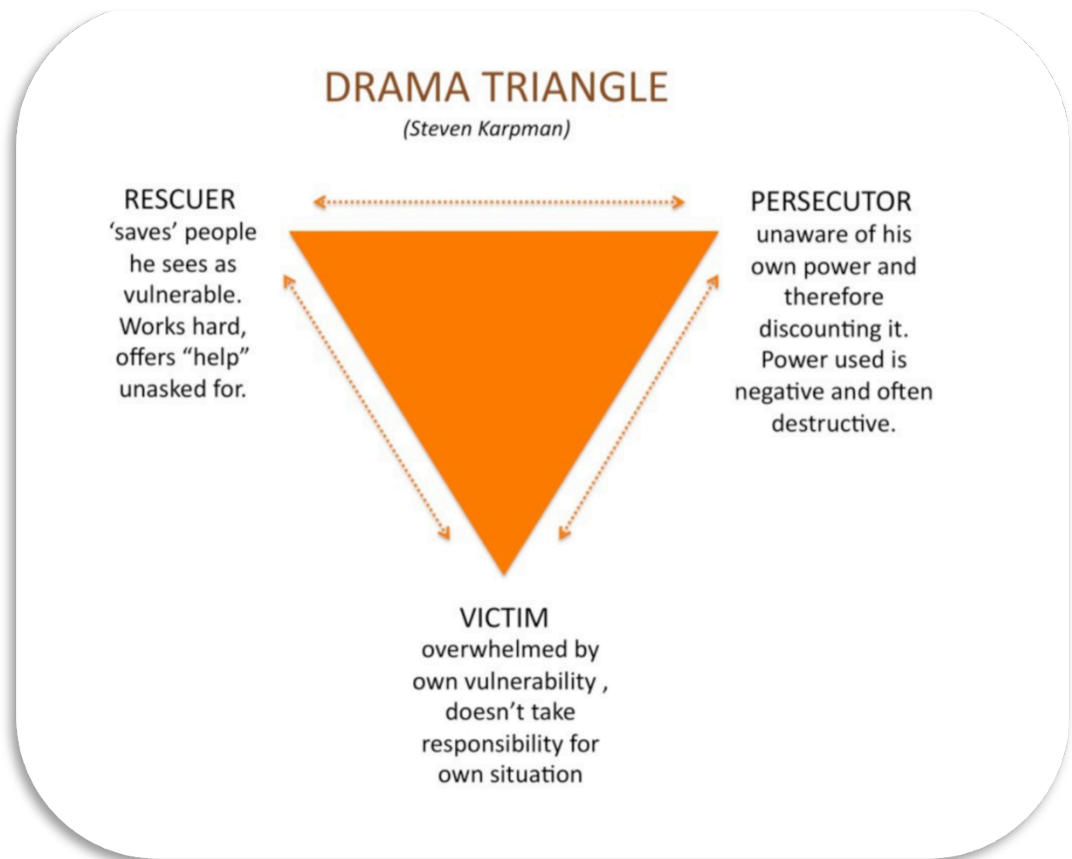 DRAMA TRIANGLE
(Steven Karpman)
RESCUER
‘saves’ people
he sees as
vulnerable.
Works hard,
offers “help”
unasked for.
PERSECUTOR
unaware of his
own power and
therefore
discounting it.
Power used is
negative and often
destructive.
VICTIM
overwhelmed by
own vulnerability ,
doesn’t take
responsibility for
own situation